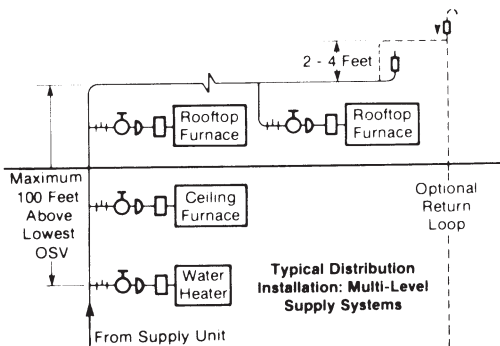 2 - 4 Feet
Rooftop
Furnace
Rooftop
Furnace
Maximum
100 Feet
Above
Lowest
OSV
Ceiling
Furnace
Optional
Return
Loop
Water
Heater
Typical Distribution
Installation: Multi-Level
Supply Systems
From Supply Unit